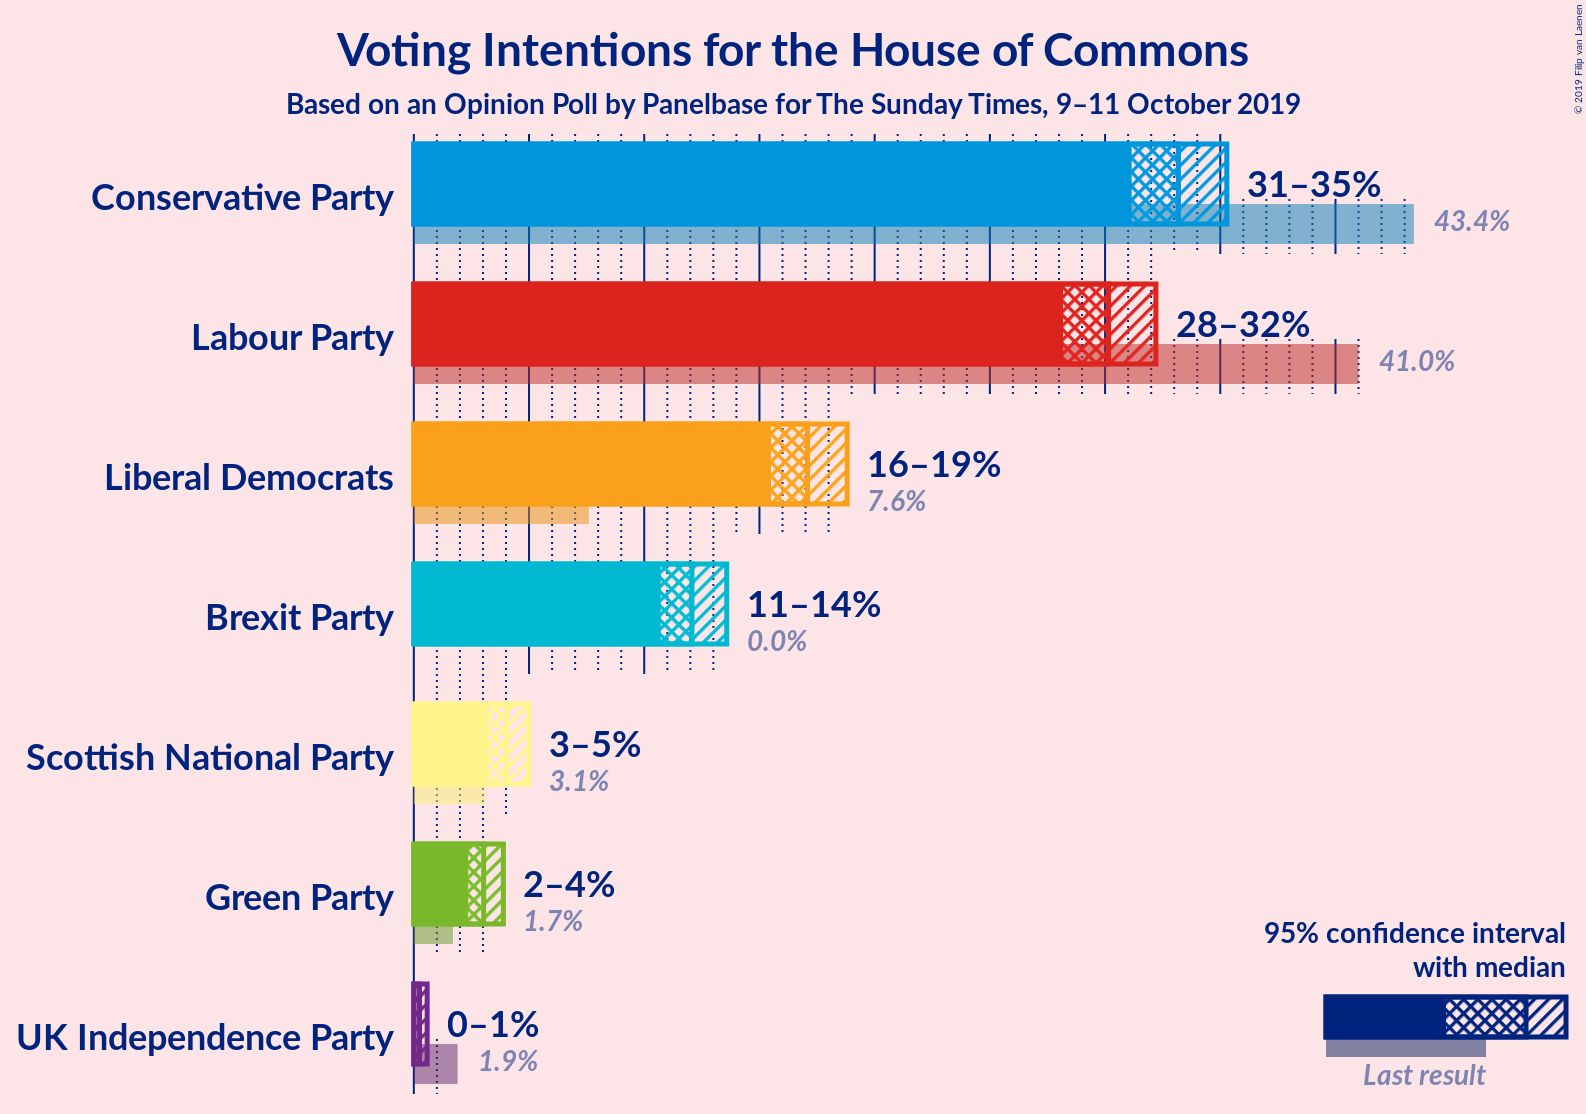 Voting Intentions for the House of Commons
Based on an Opinion Poll by Panelbase for The Sunday Times, 9–11 October 2019
© 2019 Filip van Laenen
Conservative Party
31–35%
43.4%
Labour Party
28–32%
41.0%
Liberal Democrats
16–19%
7.6%
Brexit Party
11–14%
0.0%
Scottish National Party
3–5%
3.1%
Green Party
2–4%
1.7%
UK Independence Party
0–1%
1.9%
95% confidence interval
with median
Last result